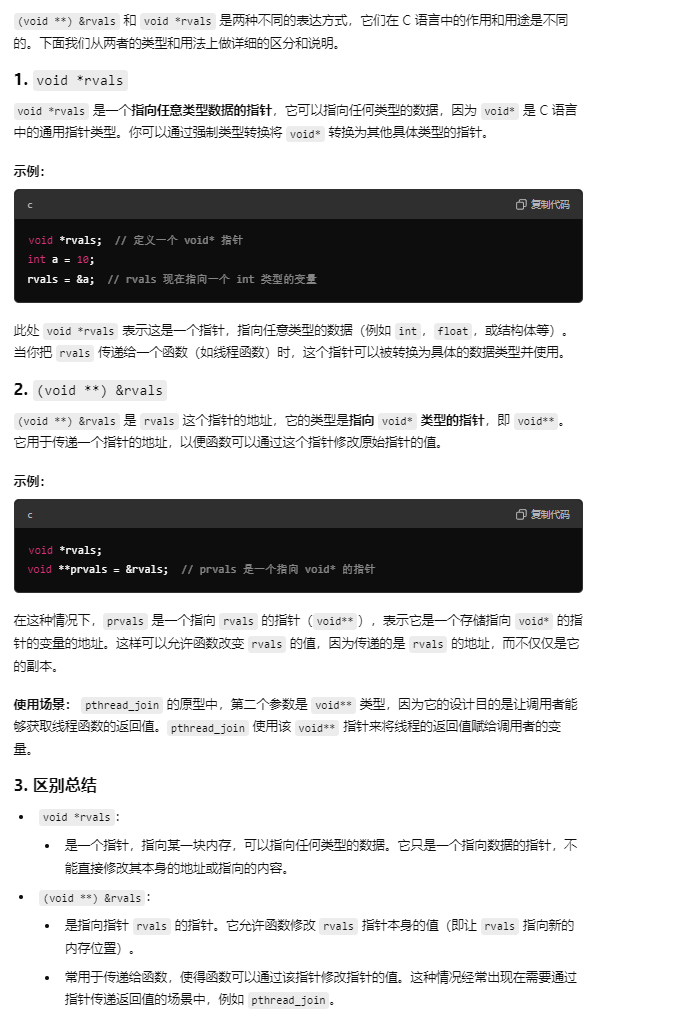 (void **) &rvals 和 void *rvals 是两种不同的表达方式，它们在 C 语言中的作用和用途是不同
的。下面我们从两者的类型和用法上做详细的区分和说明。
1. void *rvals
void *rvals 是一个指向任意类型数据的指针，它可以指向任何类型的数据，因为 void* 是 C 语言
中的通用指针类型。你可以通过强制类型转换将 void* 转换为其他具体类型的指针。
示例：
c 复制代码
void *rvals;  // 定义一个 void* 指针
int a = 10;
rvals = &a;  // rvals 现在指向一个 int 类型的变量
此处 void *rvals 表示这是一个指针，指向任意类型的数据（例如 int，float，或结构体等）。
当你把 rvals 传递给一个函数（如线程函数）时，这个指针可以被转换为具体的数据类型并使用。
2. (void **) &rvals
(void **) &rvals 是 rvals 这个指针的地址，它的类型是指向 void* 类型的指针，即 void**。
它用于传递一个指针的地址，以便函数可以通过这个指针修改原始指针的值。
示例：
c 复制代码
void *rvals;
void **prvals = &rvals;  // prvals 是一个指向 void* 的指针
在这种情况下，prvals 是一个指向 rvals 的指针（void**），表示它是一个存储指向 void* 的指
针的变量的地址。这样可以允许函数改变 rvals 的值，因为传递的是 rvals 的地址，而不仅仅是它
的副本。
使用场景： pthread_join 的原型中，第二个参数是 void** 类型，因为它的设计目的是让调用者能
够获取线程函数的返回值。pthread_join 使用该 void** 指针来将线程的返回值赋给调用者的变
量。
3. 区别总结
• void *rvals：
• 是一个指针，指向某一块内存，可以指向任何类型的数据。它只是一个指向数据的指针，不
能直接修改其本身的地址或指向的内容。
• (void **) &rvals：
• 是指向指针 rvals 的指针。它允许函数修改 rvals 指针本身的值（即让 rvals 指向新的
内存位置）。
• 常用于传递给函数，使得函数可以通过该指针修改指针的值。这种情况经常出现在需要通过
指针传递返回值的场景中，例如 pthread_join。